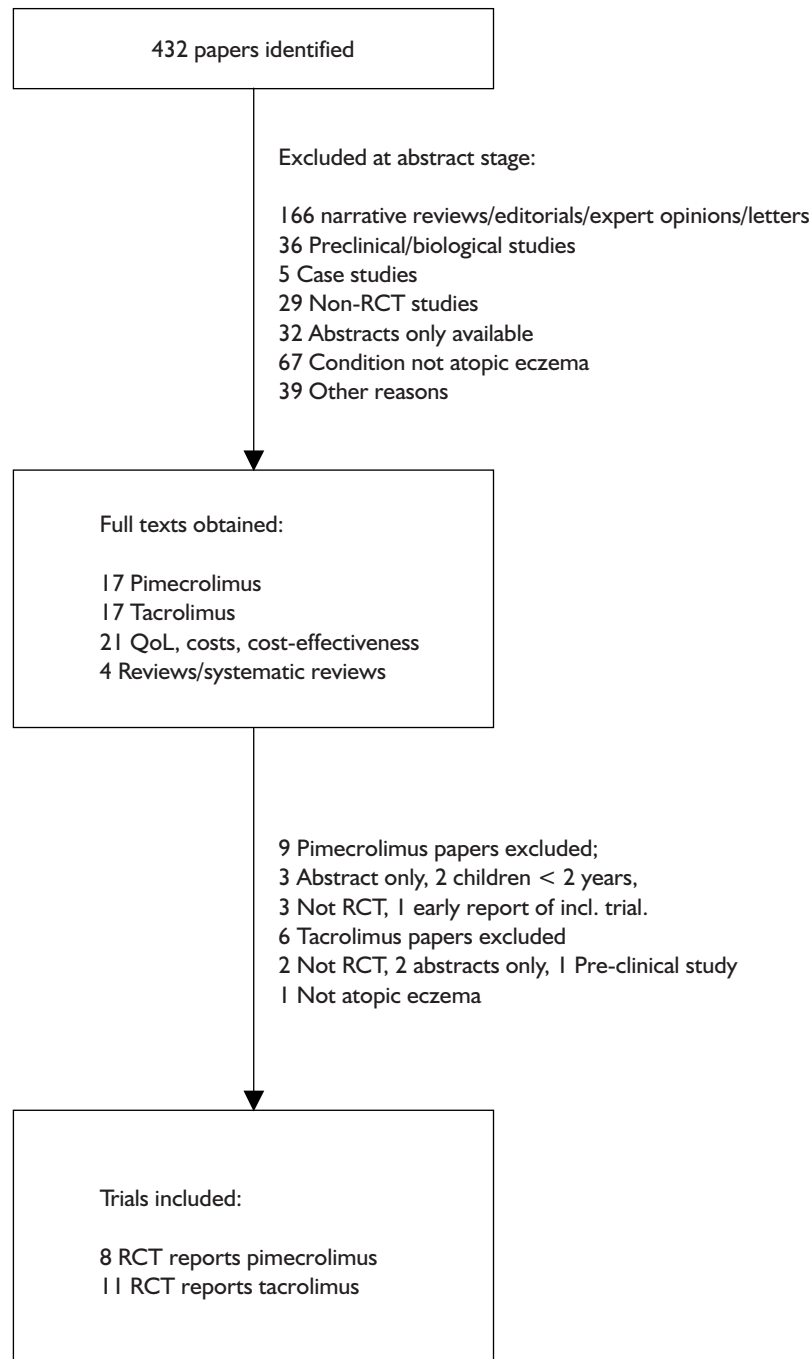 432 papers identified
Excluded at abstract stage:
166 narrative reviews/editorials/expert opinions/letters
36 Preclinical/biological studies
5 Case studies
29 Non-RCT studies
32 Abstracts only available
67 Condition not atopic eczema
39 Other reasons
Full texts obtained:
17 Pimecrolimus
17 Tacrolimus
21 QoL, costs, cost-effectiveness
4 Reviews/systematic reviews
9 Pimecrolimus papers excluded;
3 Abstract only, 2 children < 2 years,
3 Not RCT, 1 early report of incl. trial.
6 Tacrolimus papers excluded
2 Not RCT, 2 abstracts only, 1 Pre-clinical study
1 Not atopic eczema
Trials included:
8 RCT reports pimecrolimus
11 RCT reports tacrolimus